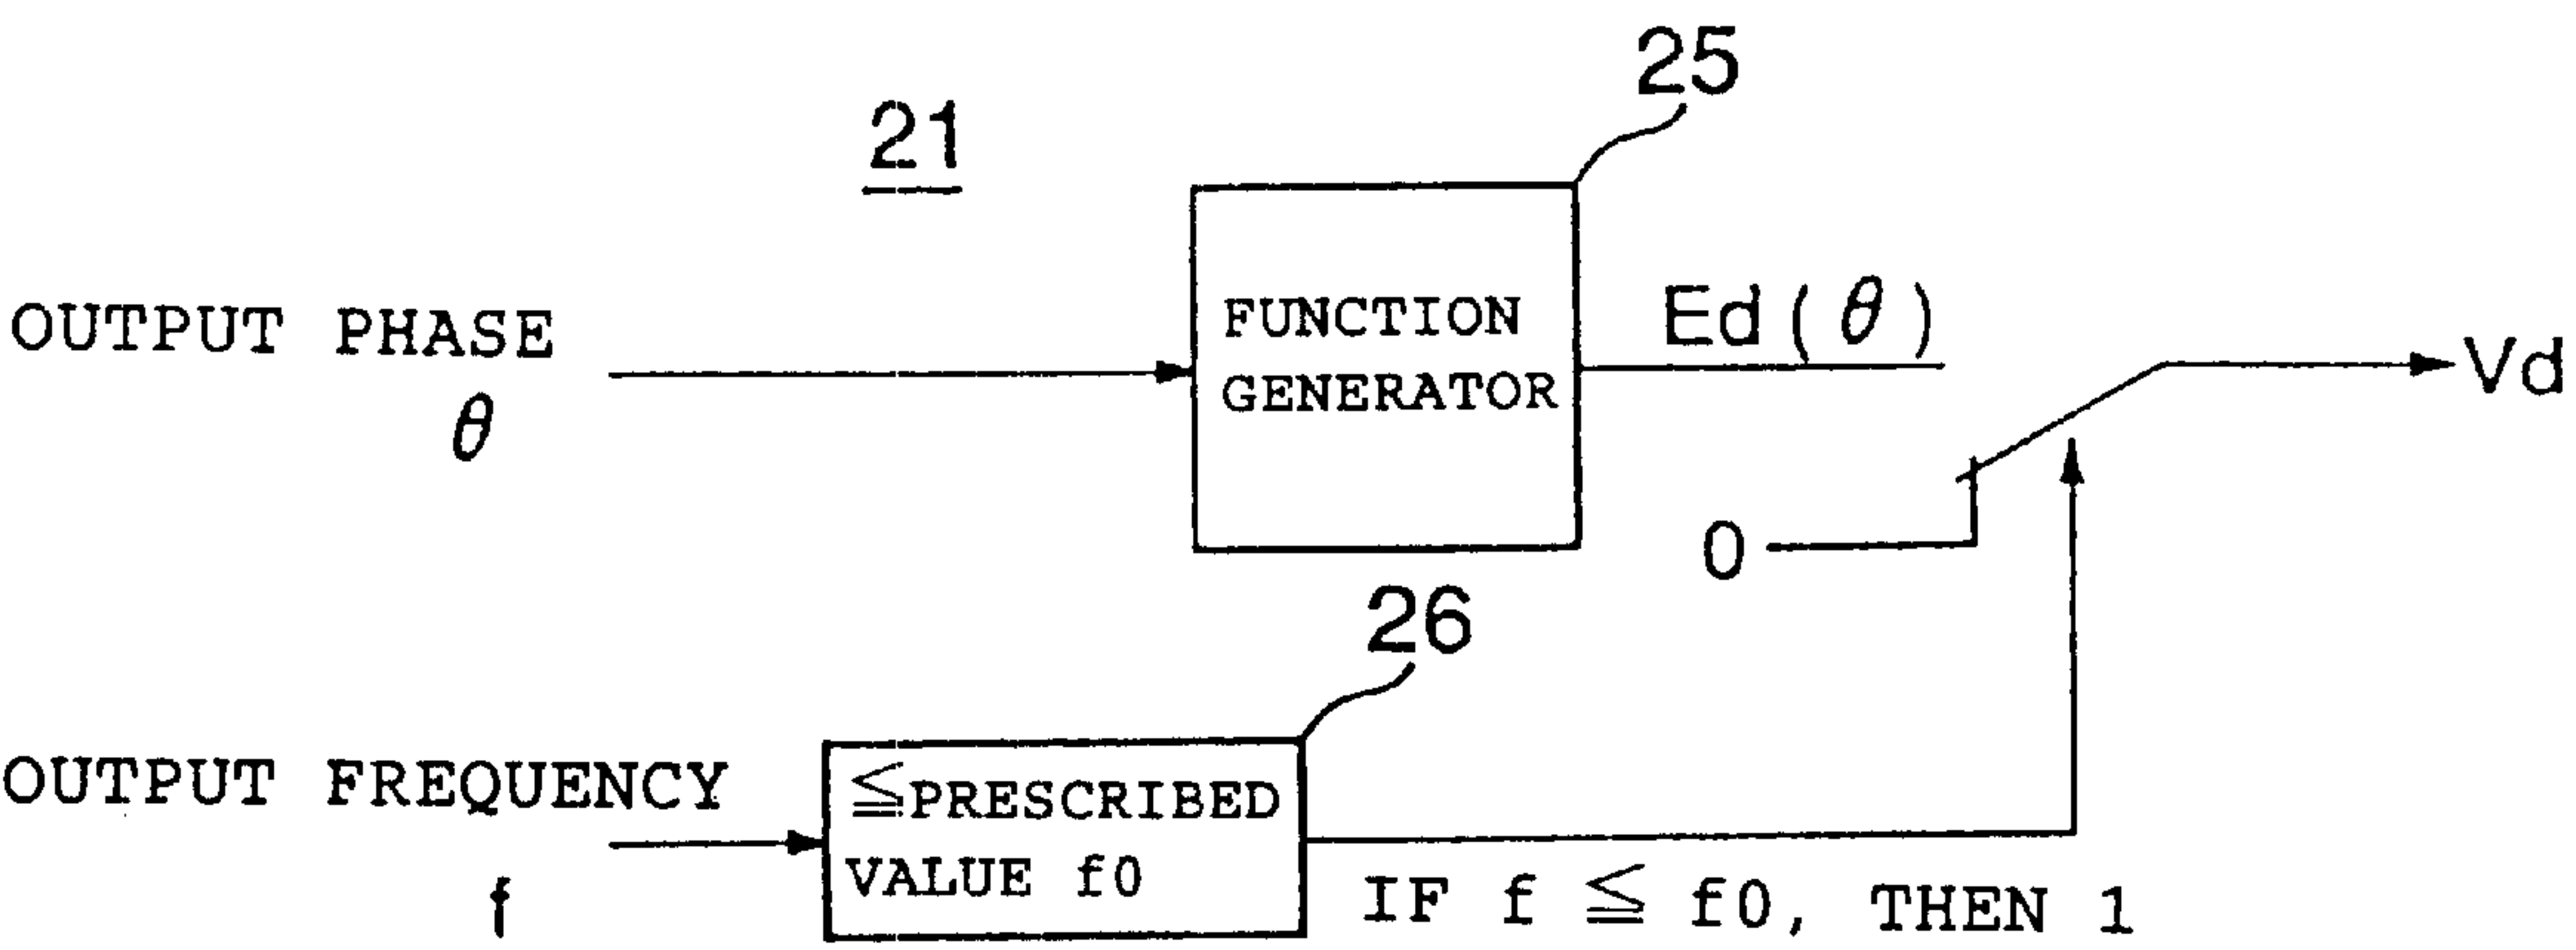 25
21
FUNCTION
GENERATOR
OUTPUT PHASE
θ
Ed(θ)
Vd
0
26
OUTPUT FREQUENCY
f
≦PRESCRIBED
VALUE f0
IF f ≦ f0, THEN 1